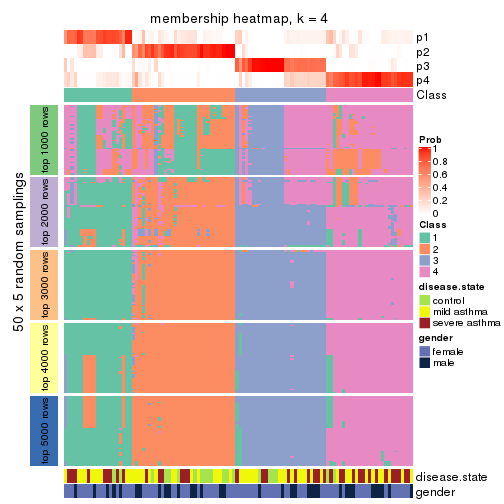 membership heatmap, k = 4
p1
p2
p3
p4
Class
50 x 5 random samplings
top 1000 rows
top 2000 rows
top 3000 rows
top 4000 rows
top 5000 rows
disease.state
gender
Prob
1
0.8
0.6
0.4
0.2
0
Class
1
2
3
4
disease.state
control
mild asthma
severe asthma
gender
female
male